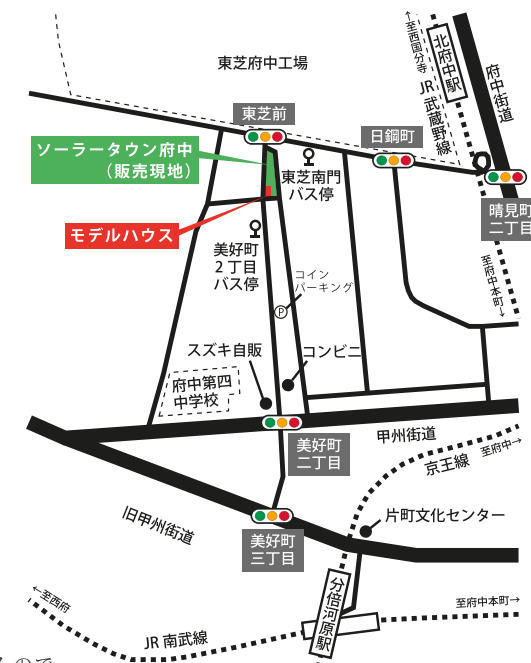 ←至西国分寺
北府中駅
JR武蔵野線
府中街道
東芝府中工場
東芝前
日鋼町
ソーラータウン府中
（販売現地）
東芝南門
バス停
晴見町
二丁目
モデルハウス
美好町
2丁目
バス停
至府中本町→
コイン
パーキング
P
スズキ自販
コンビニ
府中第四
中学校
甲州街道
美好町
二丁目
京王線
至府中→
旧甲州街道
片町文化センター
美好町
三丁目
分倍河原駅
←至西府
至府中本町→
JR 南武線